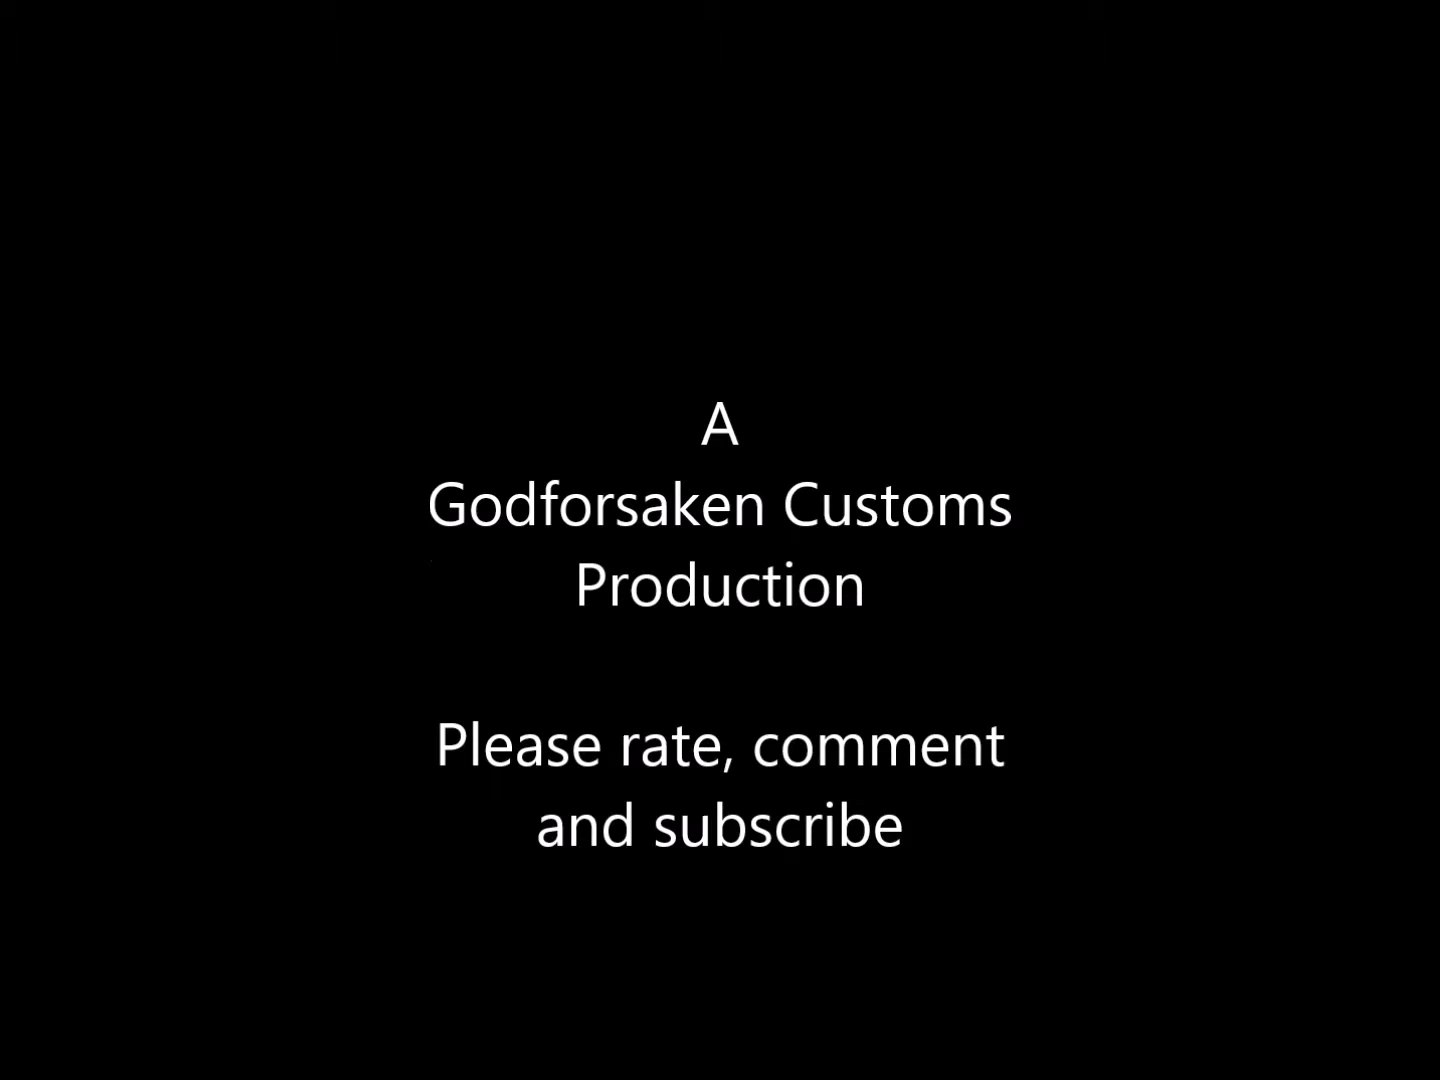 A
Godforsaken Customs
Production
Please rate, comment
and subscribe